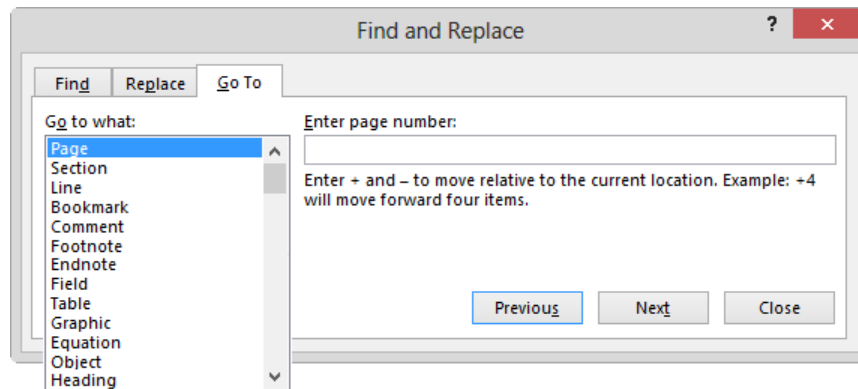 Find and Replace
?
Find
Replace
Go To
Go to what:
Page
Section
Line
Bookmark
Comment
Footnote
Endnote
Field
Table
Graphic
Equation
Object
Heading
Enter page number:
Enter + and – to move relative to the current location. Example: +4
will move forward four items.
Previous
Next
Close